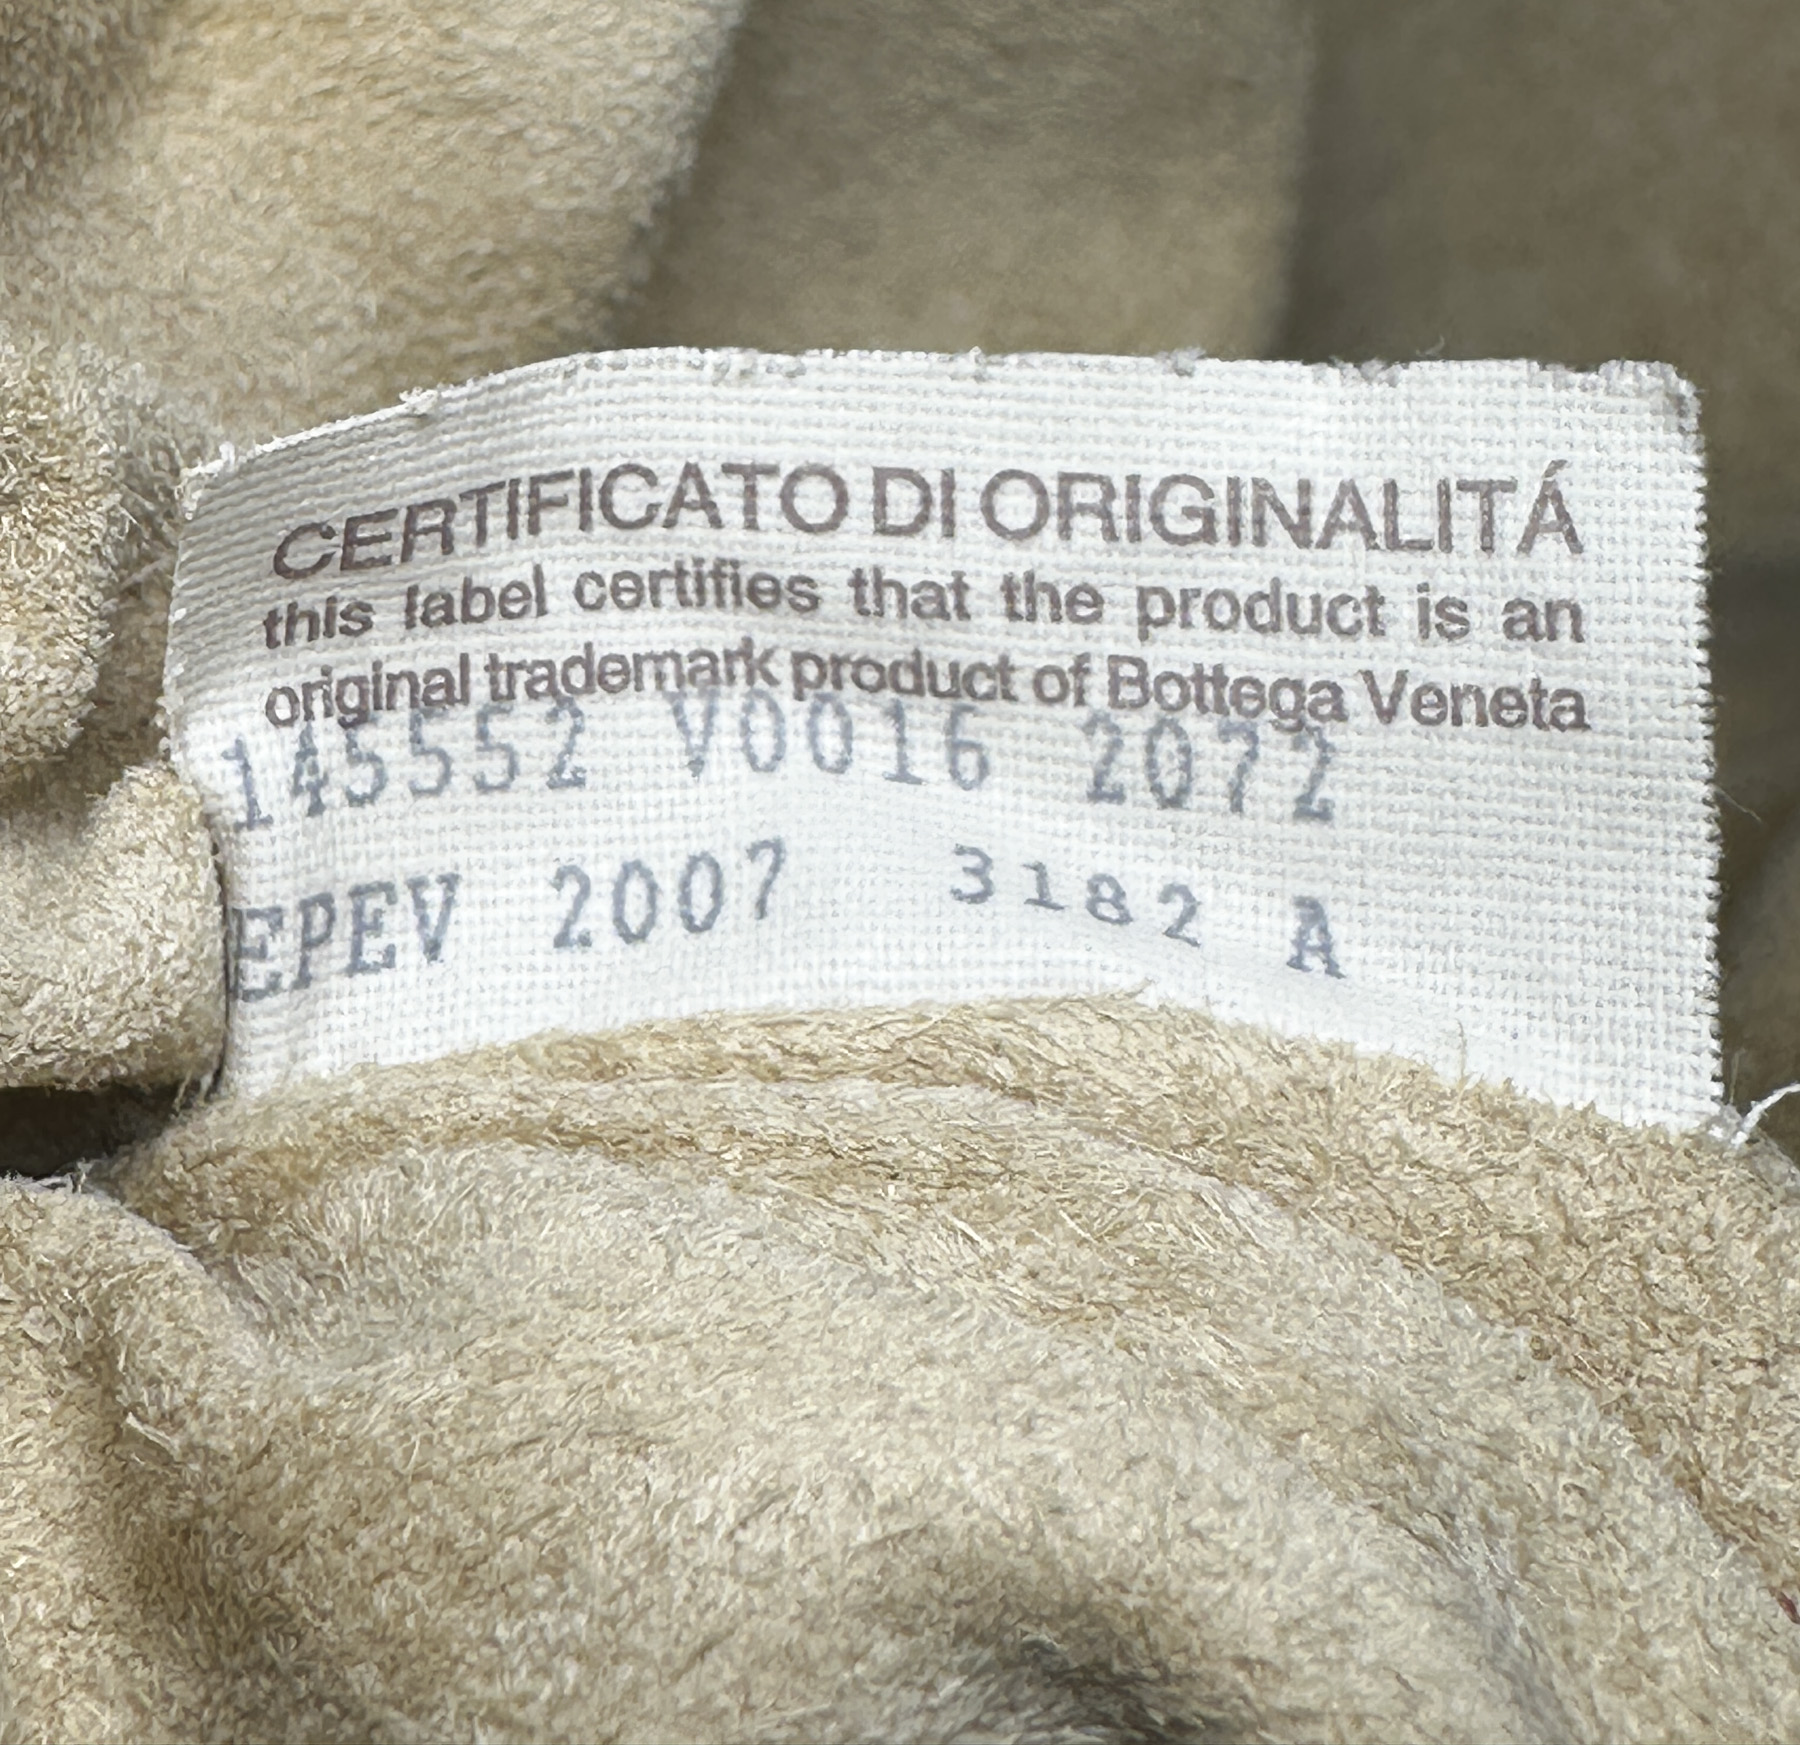 CERTIFICATO DI ORIGINALITÁ
this label certifies that the product is an
original trademark product of Bottega Veneta
145552 V0016 2072
EPEV 2007 3182 A